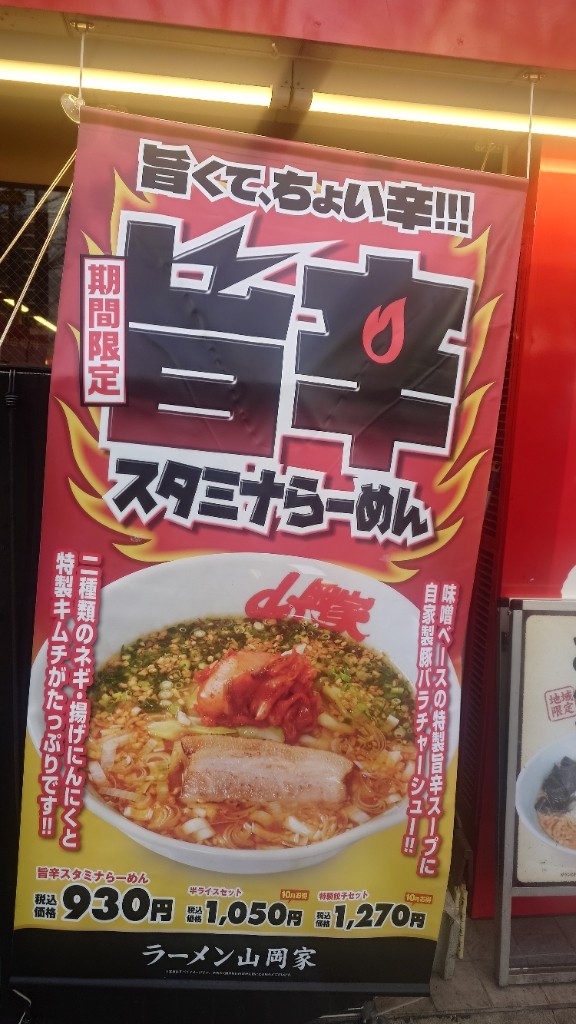 旨くて、ちょい辛!!!
期間限定
旨辛
スタミナらーめん
山岡家
味噌ベースの特製旨辛スープに
自家製豚バラチャーシュー!!
二種類のネギ・揚げにんにくと
特製キムチがたっぷりです!!
旨辛スタミナらーめん
税込価格 930円
半ライスセット
10円お得
税込価格 1,050円
特製餃子セット
税込価格 1,270円
ラーメン山岡家
地域限定